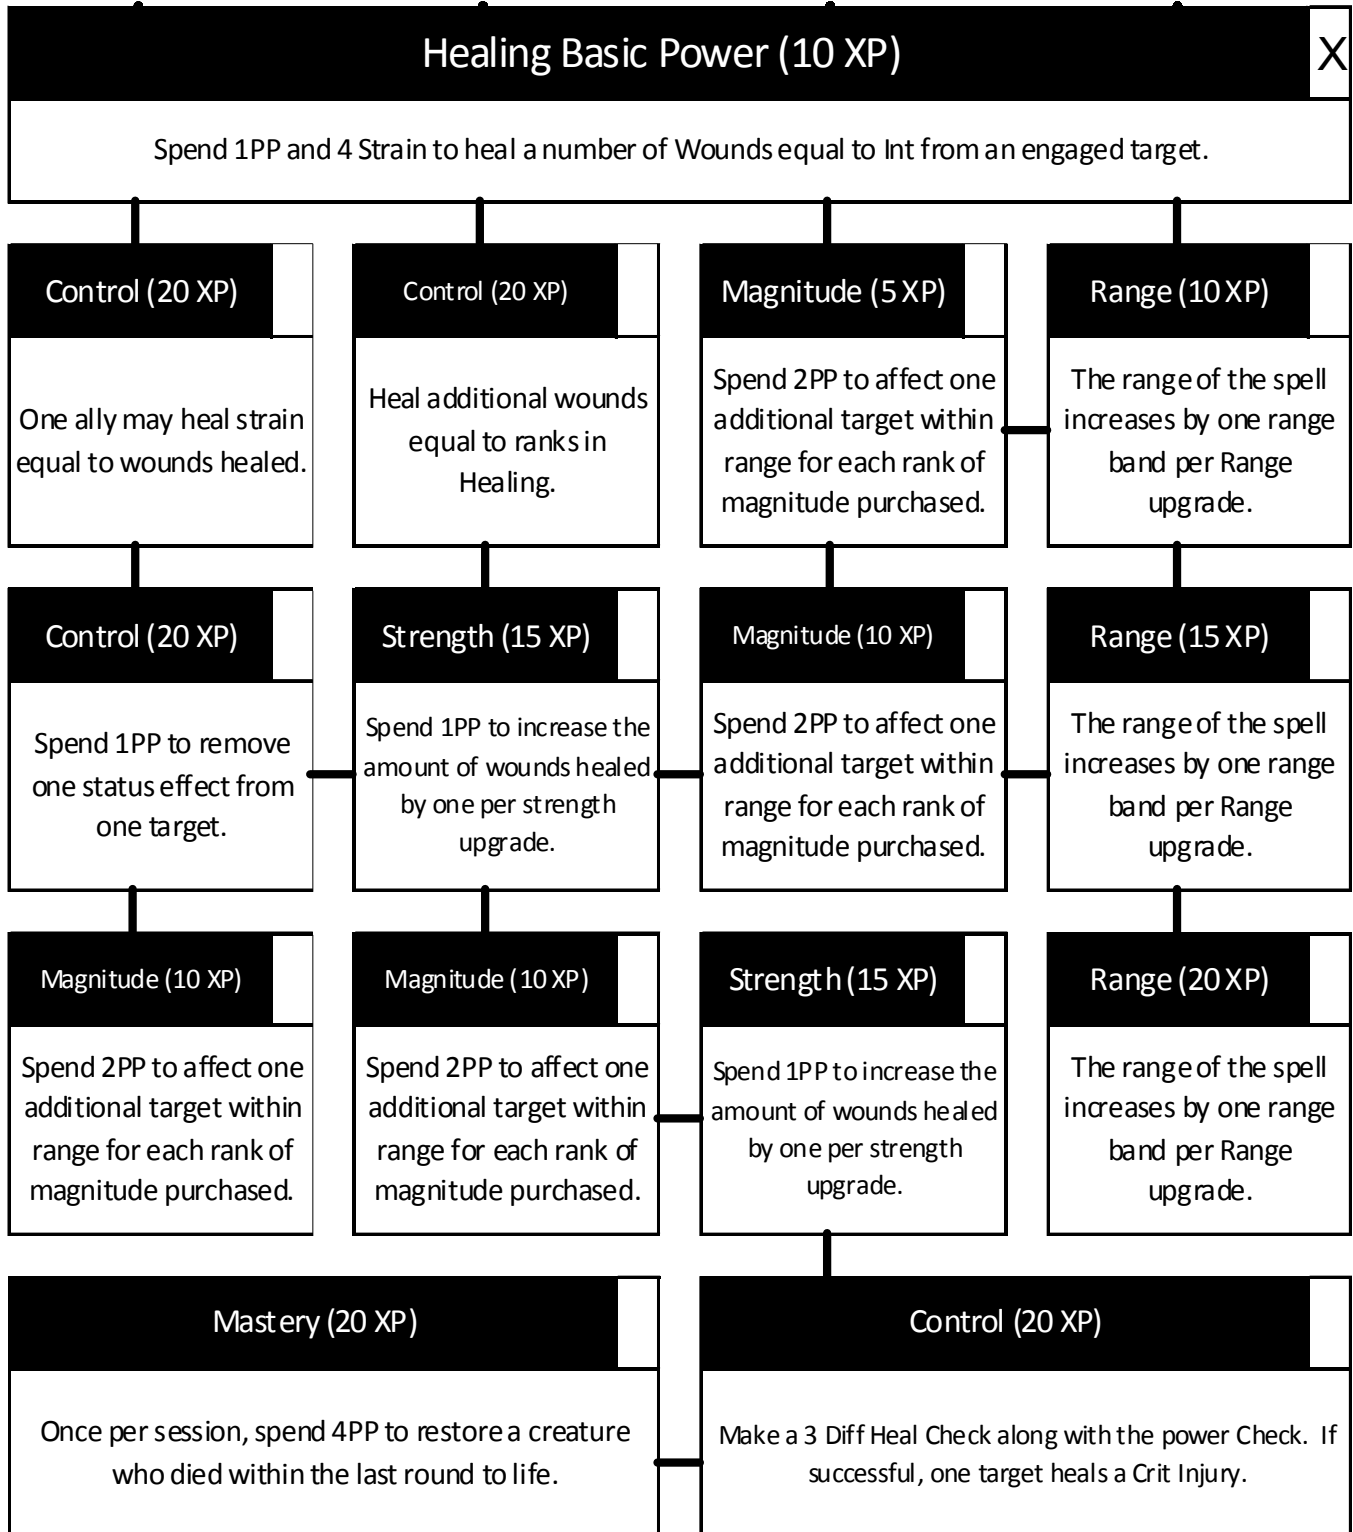 Healing Basic Power (10 XP)
X
Spend 1PP and 4 Strain to heal a number of Wounds equal to Int from an engaged target.
Control (20 XP)
One ally may heal strain
equal to wounds healed.
Control (20 XP)
Heal additional wounds
equal to ranks in
Healing.
Magnitude (5 XP)
Spend 2PP to affect one
additional target within
range for each rank of
magnitude purchased.
Range (10 XP)
The range of the spell
increases by one range
band per Range
upgrade.
Control (20 XP)
Spend 1PP to remove
one status effect from
one target.
Strength (15 XP)
Spend 1PP to increase the
amount of wounds healed
by one per strength
upgrade.
Magnitude (10 XP)
Spend 2PP to affect one
additional target within
range for each rank of
magnitude purchased.
Range (15 XP)
The range of the spell
increases by one range
band per Range
upgrade.
Magnitude (10 XP)
Spend 2PP to affect one
additional target within
range for each rank of
magnitude purchased.
Magnitude (10 XP)
Spend 2PP to affect one
additional target within
range for each rank of
magnitude purchased.
Strength (15 XP)
Spend 1PP to increase the
amount of wounds healed
by one per strength
upgrade.
Range (20 XP)
The range of the spell
increases by one range
band per Range
upgrade.
Mastery (20 XP)
Once per session, spend 4PP to restore a creature
who died within the last round to life.
Control (20 XP)
Make a 3 Diff Heal Check along with the power Check. If
successful, one target heals a Crit Injury.